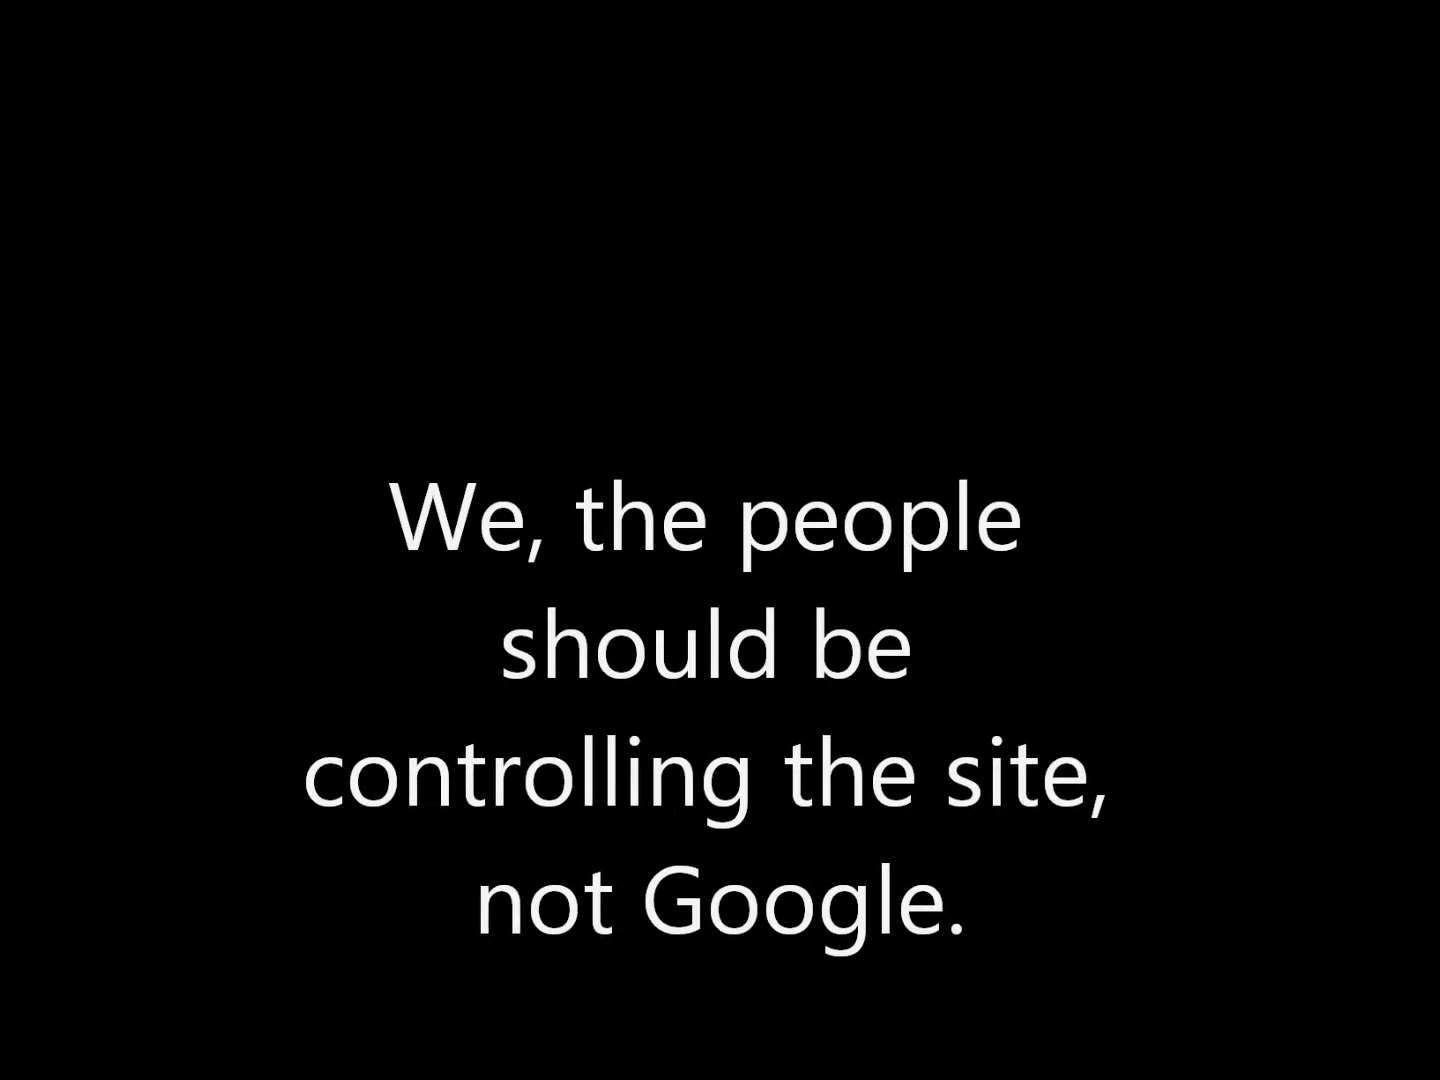 We, the people
should be
controlling the site,
not Google.